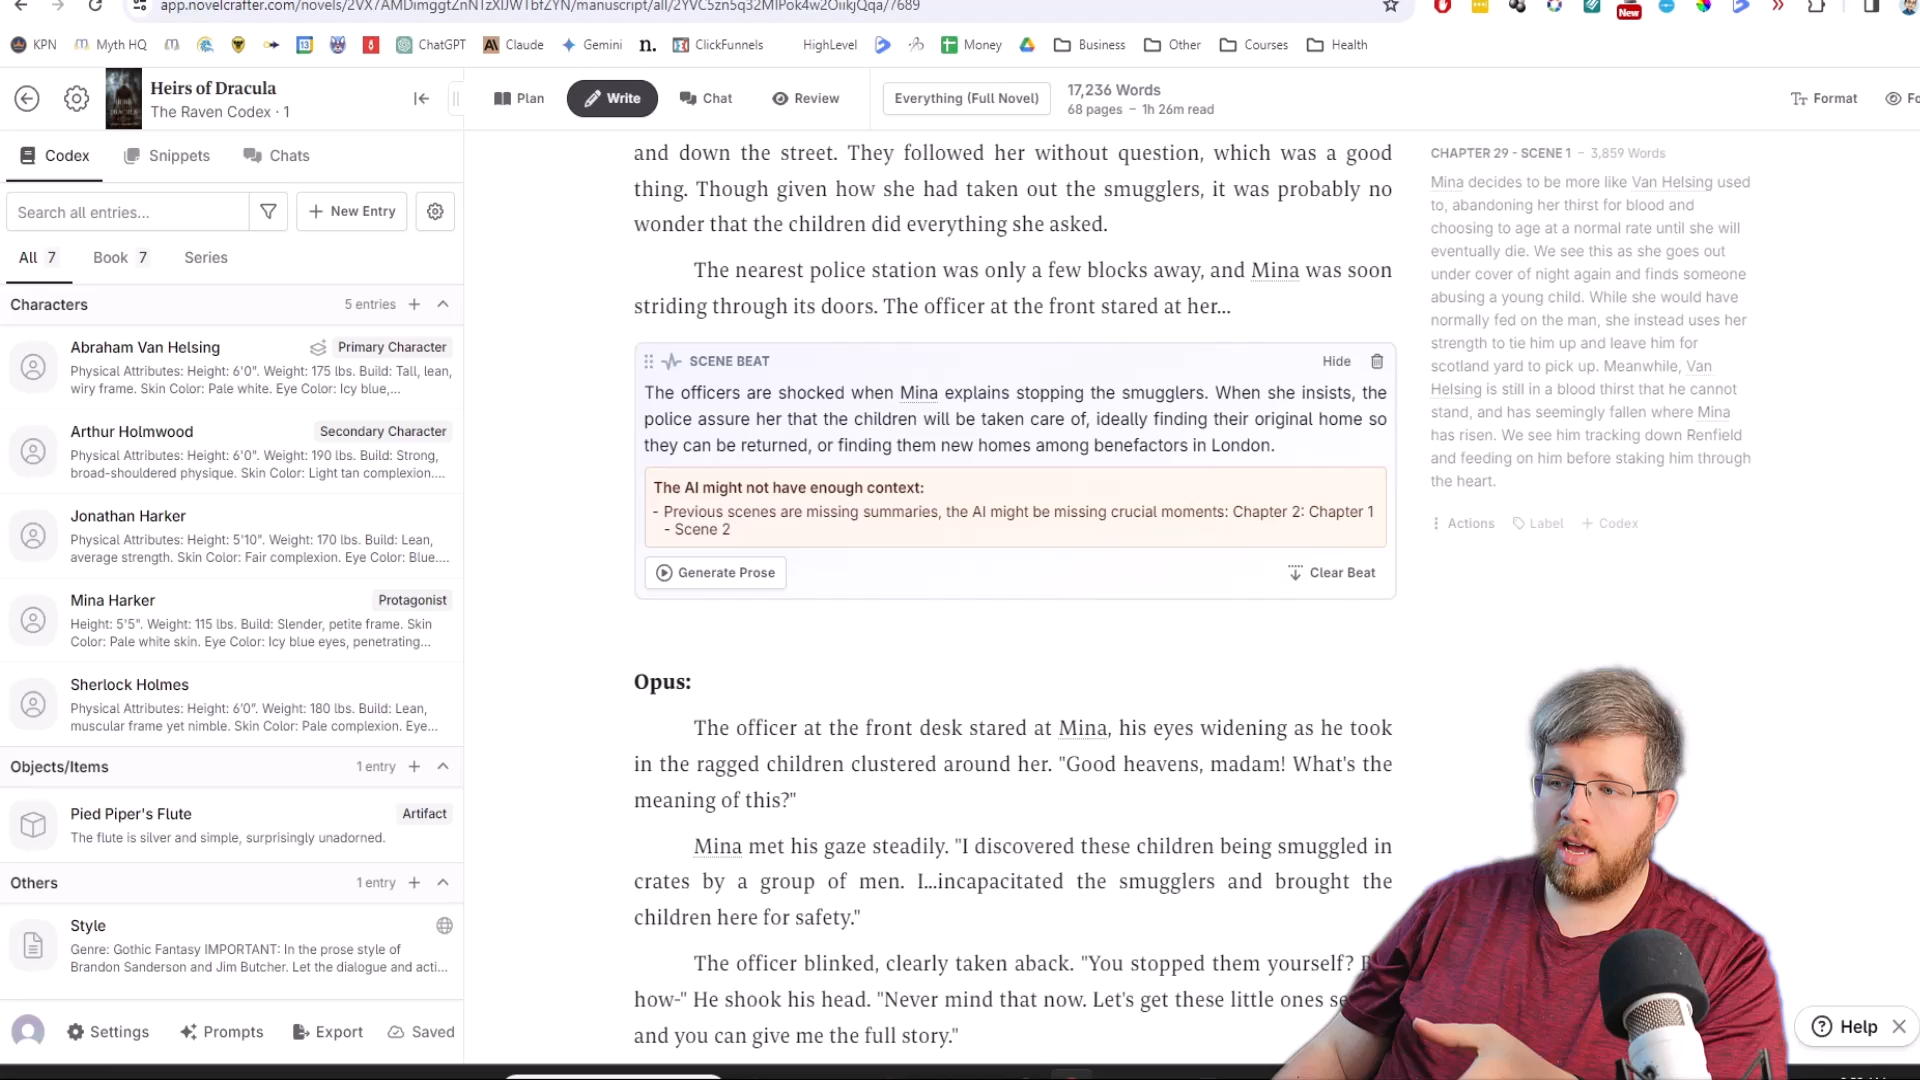 app.novelcrafter.com/novels/2VX7AMDimggtZnNTzXlJWTbfZYN/manuscript/all/2YVC5zn5q32MIPok4w2OiikjQqa/7689
New
KPN
Myth HQ
ChatGPT
Claude
Gemini
n.
ClickFunnels
HighLevel
Money
Business
Other
Courses
Health
Heirs of Dracula
The Raven Codex · 1
Plan
Write
Chat
Review
Everything (Full Novel)
17,236 Words
68 pages – 1h 26m read
Format
Codex
Snippets
Chats
Search all entries...
New Entry
All 7
Book 7
Series
Characters
5 entries
Abraham Van Helsing
Primary Character
Physical Attributes: Height: 6'0". Weight: 175 lbs. Build: Tall, lean,
wiry frame. Skin Color: Pale white. Eye Color: Icy blue,...
Arthur Holmwood
Secondary Character
Physical Attributes: Height: 6'0". Weight: 190 lbs. Build: Strong,
broad-shouldered physique. Skin Color: Light tan complexion....
Jonathan Harker
Physical Attributes: Height: 5'10". Weight: 170 lbs. Build: Lean,
average strength. Skin Color: Fair complexion. Eye Color: Blue....
Mina Harker
Protagonist
Height: 5'5". Weight: 115 lbs. Build: Slender, petite frame. Skin
Color: Pale white skin. Eye Color: Icy blue eyes, penetrating...
Sherlock Holmes
Physical Attributes: Height: 6'0". Weight: 180 lbs. Build: Lean,
muscular frame yet nimble. Skin Color: Pale complexion. Eye...
Objects/Items
1 entry
Pied Piper's Flute
Artifact
The flute is silver and simple, surprisingly unadorned.
Others
1 entry
Style
Genre: Gothic Fantasy IMPORTANT: In the prose style of
Brandon Sanderson and Jim Butcher. Let the dialogue and acti...
Settings
Prompts
Export
Saved
and down the street. They followed her without question, which was a good
thing. Though given how she had taken out the smugglers, it was probably no
wonder that the children did everything she asked.
The nearest police station was only a few blocks away, and Mina was soon
striding through its doors. The officer at the front stared at her...
SCENE BEAT
Hide
The officers are shocked when Mina explains stopping the smugglers. When she insists, the
police assure her that the children will be taken care of, ideally finding their original home so
they can be returned, or finding them new homes among benefactors in London.
The AI might not have enough context:
- Previous scenes are missing summaries, the AI might be missing crucial moments: Chapter 2: Chapter 1
- Scene 2
Generate Prose
Clear Beat
Opus:
The officer at the front desk stared at Mina, his eyes widening as he took
in the ragged children clustered around her. "Good heavens, madam! What's the
meaning of this?"
Mina met his gaze steadily. "I discovered these children being smuggled in
crates by a group of men. I...incapacitated the smugglers and brought the
children here for safety."
The officer blinked, clearly taken aback. "You stopped them yourself?
how-" He shook his head. "Never mind that now. Let's get these little ones
and you can give me the full story."
CHAPTER 29 - SCENE 1 – 3,859 Words
Mina decides to be more like Van Helsing used
to, abandoning her thirst for blood and
choosing to age at a normal rate until she will
eventually die. We see this as she goes out
under cover of night again and finds someone
abusing a young child. While she would have
normally fed on the man, she instead uses her
strength to tie him up and leave him for
scotland yard to pick up. Meanwhile, Van
Helsing is still in a blood thirst that he cannot
stand, and has seemingly fallen where Mina
has risen. We see him tracking down Renfield
and feeding on him before staking him through
the heart.
Actions
Label
+ Codex
Help